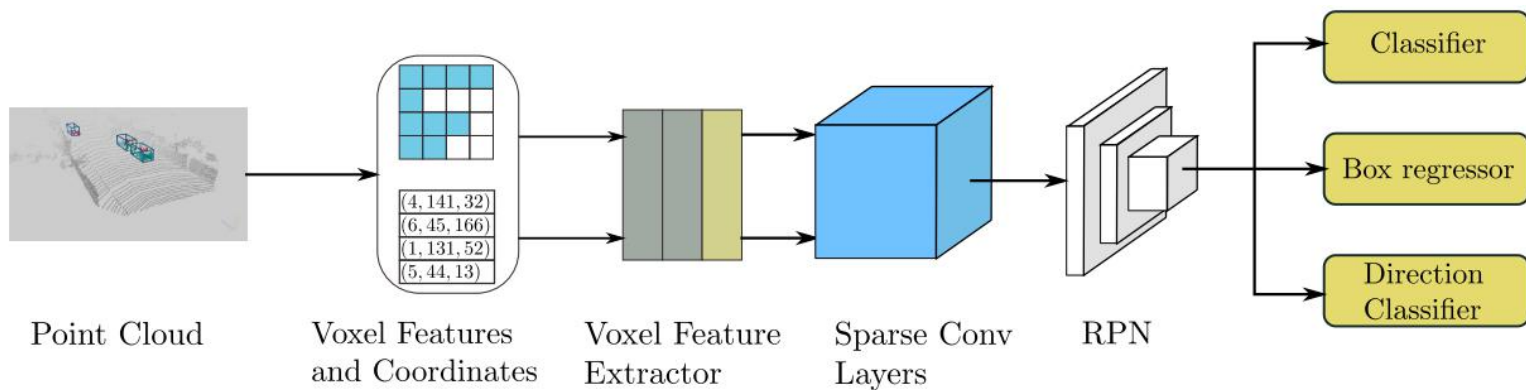 Classifier
(4, 141, 32)
(6, 45, 166)
(1, 131, 52)
(5, 44, 13)
Box regressor
Direction
Classifier
Point Cloud
Voxel Features
and Coordinates
Voxel Feature
Extractor
Sparse Conv
Layers
RPN